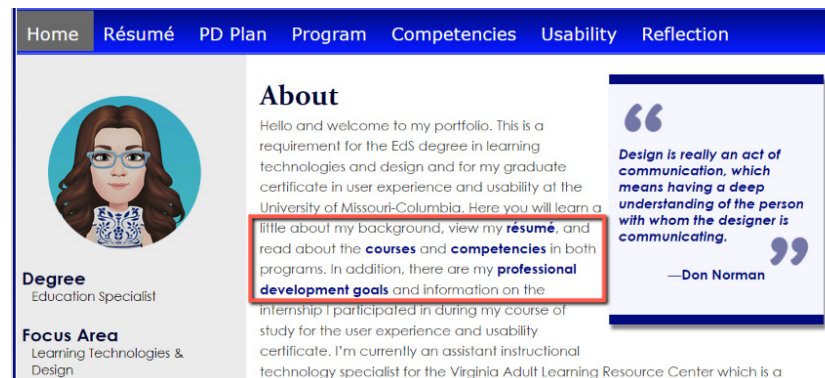 Home Résumé PD Plan Program Competencies Usability Reflection
Degree
Education Specialist
Focus Area
Learning Technologies &
Design
About
Hello and welcome to my portfolio. This is a
requirement for the EdS degree in learning
technologies and design and for my graduate
certificate in user experience and usability at the
University of Missouri-Columbia. Here you will learn a
little about my background, view my résumé, and
read about the courses and competencies in both
programs. In addition, there are my professional
development goals and information on the
internship I participated in during my course of
study for the user experience and usability
certificate. I'm currently an assistant instructional
technology specialist for the Virginia Adult Learning Resource Center which is a
“
Design is really an act of
communication, which
means having a deep
understanding of the person
with whom the designer is
communicating.
”
—Don Norman